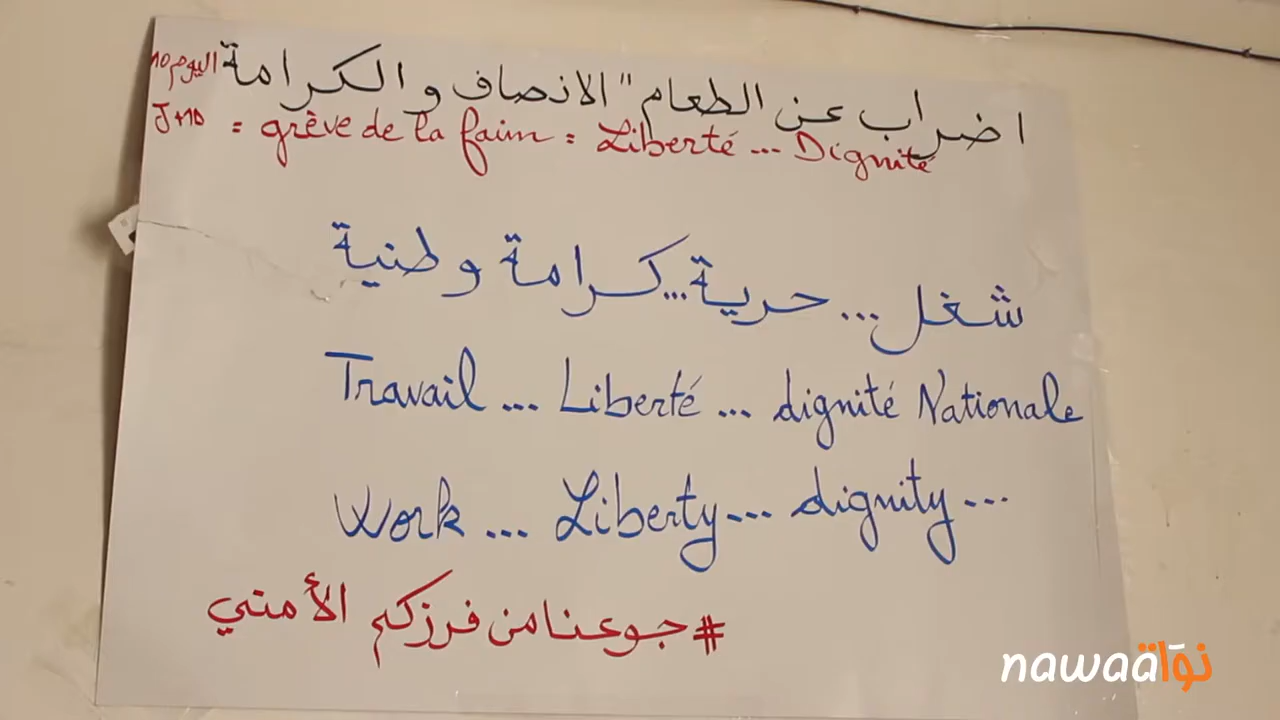 اضراب عن الطعام "الانصاف والكرامة اليوم 10
J+10 = grève de la faim = Liberté ... Dignité
شغل ... حرية ... كرامة وطنية
Travail ... Liberté ... dignité Nationale
Work ... Liberty ... dignity ...
#جوعنا من فرزكم الأمني
nawaat نواة